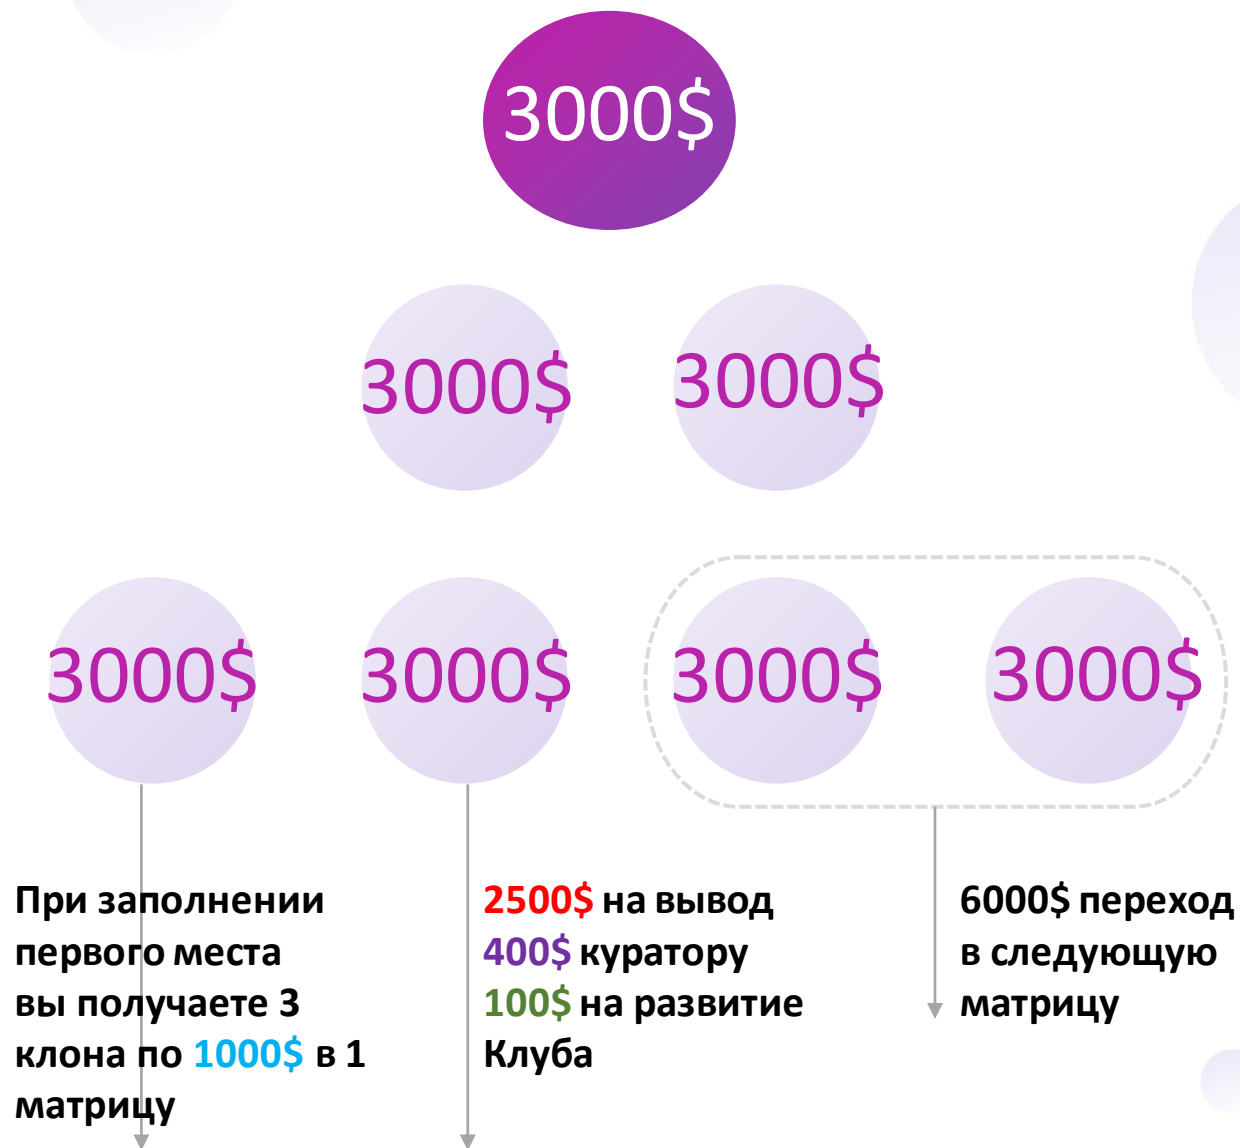 3000$
3000$
3000$
3000$
3000$
3000$
3000$
При заполнении
первого места
вы получаете 3
клона по 1000$ в 1
матрицу
2500$ на вывод
400$ куратору
100$ на развитие
Клуба
6000$ переход
в следующую
матрицу